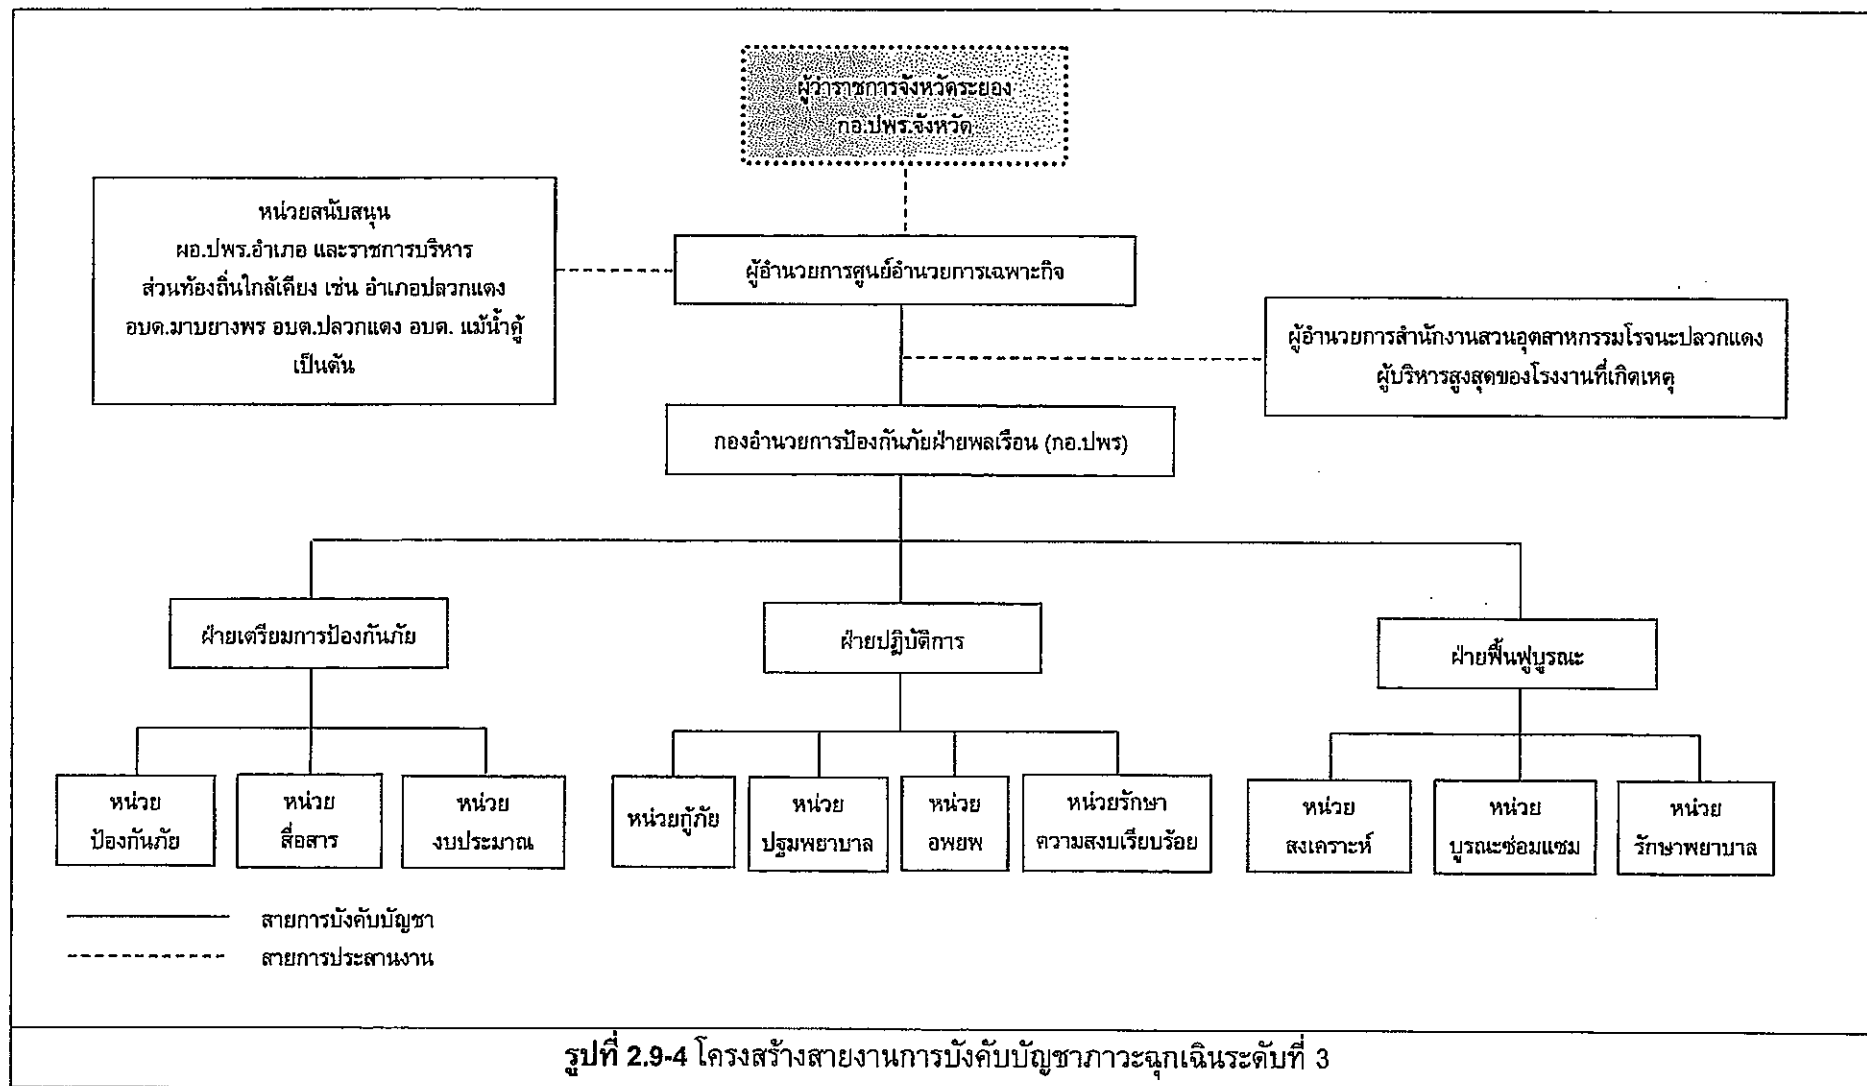 ผู้ว่าราชการจังหวัดระยอง
กอ.ปพร.จังหวัด
หน่วยสนับสนุน
ผอ.ปพร.อำเภอ และราชการบริหาร
ส่วนท้องถิ่นใกล้เคียง เช่น อำเภอปลวกแดง
อบต.มาบยางพร อบต.ปลวกแดง อบต. แม่น้ำคู้
เป็นต้น
ผู้อำนวยการศูนย์อำนวยการเฉพาะกิจ
ผู้อำนวยการสำนักงานสวนอุตสาหกรรมโรจนะปลวกแดง
ผู้บริหารสูงสุดของโรงงานที่เกิดเหตุ
กองอำนวยการป้องกันภัยฝ่ายพลเรือน (กอ.ปพร)
ฝ่ายเตรียมการป้องกันภัย
ฝ่ายปฏิบัติการ
ฝ่ายฟื้นฟูบูรณะ
หน่วย
ป้องกันภัย
หน่วย
สื่อสาร
หน่วย
งบประมาณ
หน่วยกู้ภัย
หน่วย
ปฐมพยาบาล
หน่วย
อพยพ
หน่วยรักษา
ความสงบเรียบร้อย
หน่วย
สงเคราะห์
หน่วย
บูรณะซ่อมแซม
หน่วย
รักษาพยาบาล
สายการบังคับบัญชา
สายการประสานงาน
รูปที่ 2.9-4 โครงสร้างสายงานการบังคับบัญชาภาวะฉุกเฉินระดับที่ 3